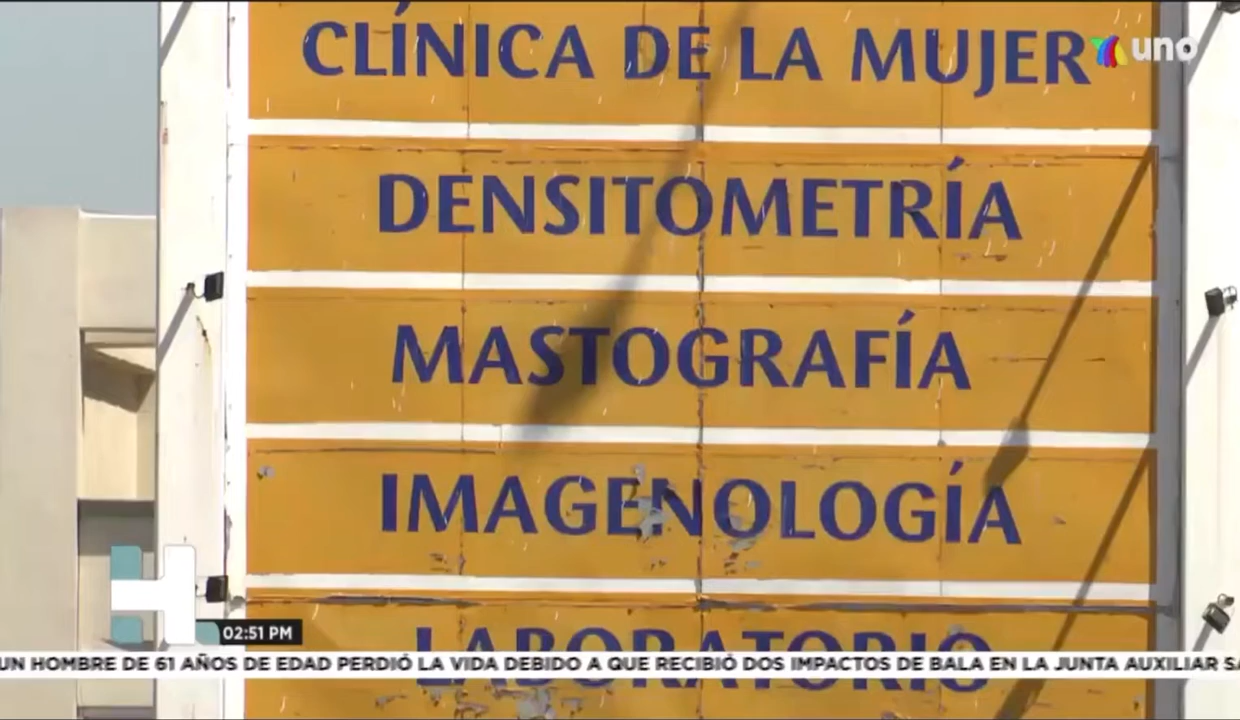 CLÍNICA DE LA MUJER
uno
DENSITOMETRÍA
MASTOGRAFÍA
IMAGENOLOGÍA
LABORATORIO
02:51 PM
UN HOMBRE DE 61 AÑOS DE EDAD PERDIÓ LA VIDA DEBIDO A QUE RECIBIÓ DOS IMPACTOS DE BALA EN LA JUNTA AUXILIAR